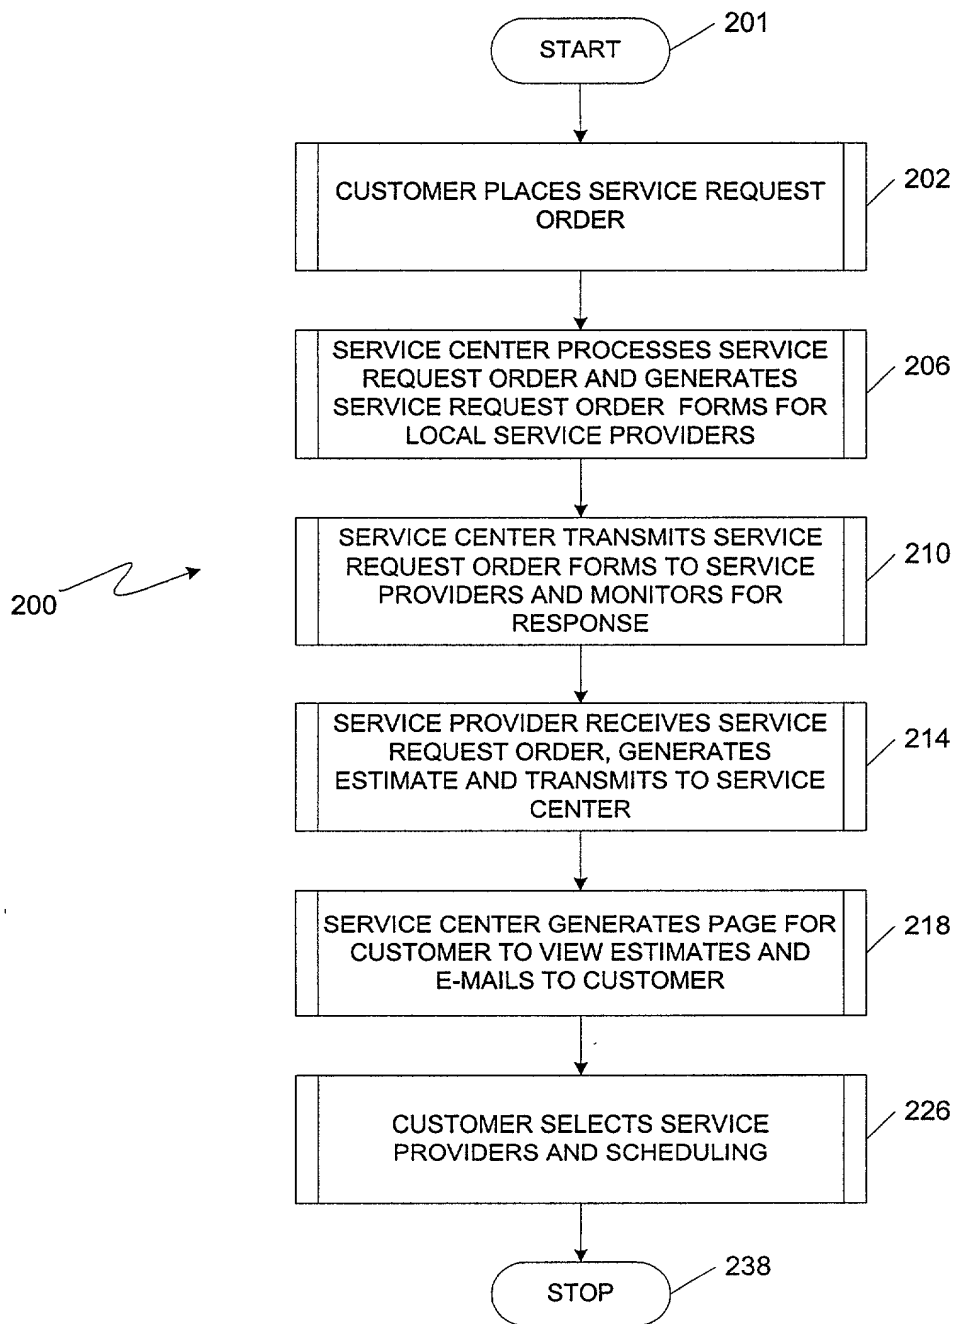 START
201
CUSTOMER PLACES SERVICE REQUEST
ORDER
202
SERVICE CENTER PROCESSES SERVICE
REQUEST ORDER AND GENERATES
SERVICE REQUEST ORDER FORMS FOR
LOCAL SERVICE PROVIDERS
206
SERVICE CENTER TRANSMITS SERVICE
REQUEST ORDER FORMS TO SERVICE
PROVIDERS AND MONITORS FOR
RESPONSE
210
200
SERVICE PROVIDER RECEIVES SERVICE
REQUEST ORDER, GENERATES
ESTIMATE AND TRANSMITS TO SERVICE
CENTER
214
SERVICE CENTER GENERATES PAGE FOR
CUSTOMER TO VIEW ESTIMATES AND
E-MAILS TO CUSTOMER
218
CUSTOMER SELECTS SERVICE
PROVIDERS AND SCHEDULING
226
STOP
238